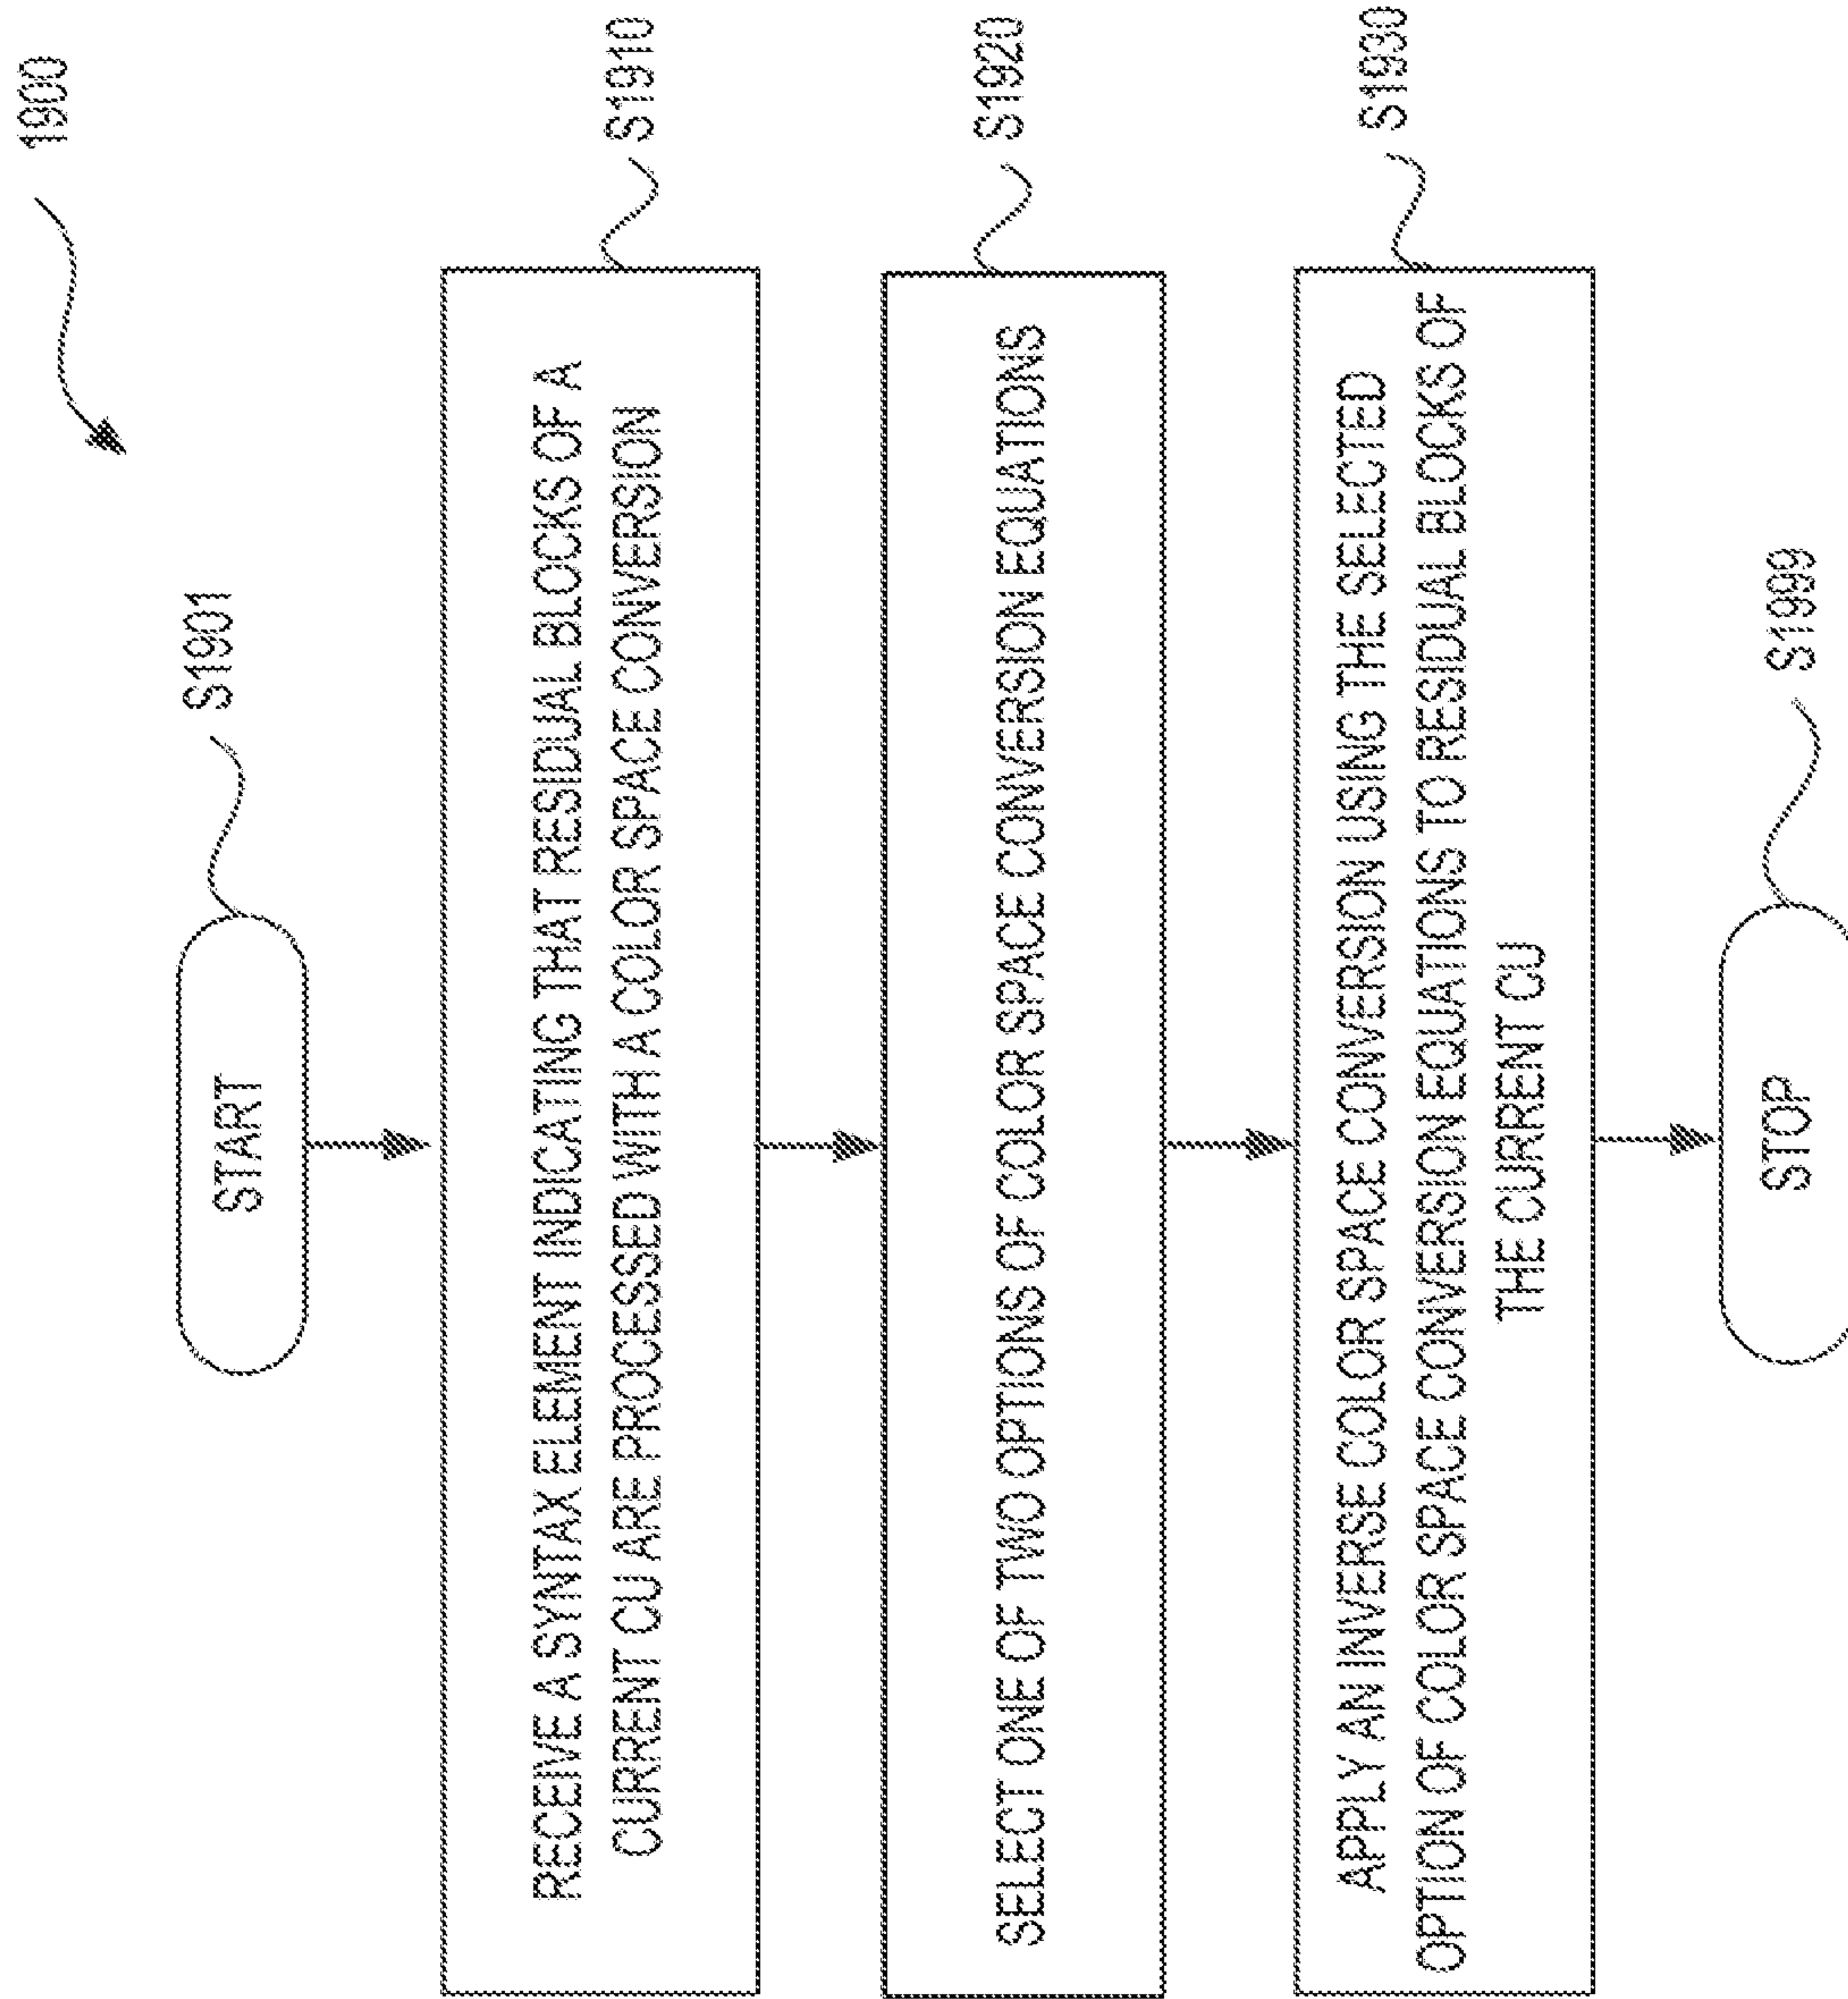 1900
S1901
START
RECEIVE A SYNTAX ELEMENT INDICATING THAT RESIDUAL BLOCKS OF A
CURRENT CU ARE PROCESSED WITH A COLOR SPACE CONVERSION
S1910
SELECT ONE OF TWO OPTIONS OF COLOR SPACE CONVERSION EQUATIONS
S1920
APPLY AN INVERSE COLOR SPACE CONVERSION USING THE SELECTED
OPTION OF COLOR SPACE CONVERSION EQUATIONS TO RESIDUAL BLOCKS OF
THE CURRENT CU
S1930
STOP
S1999